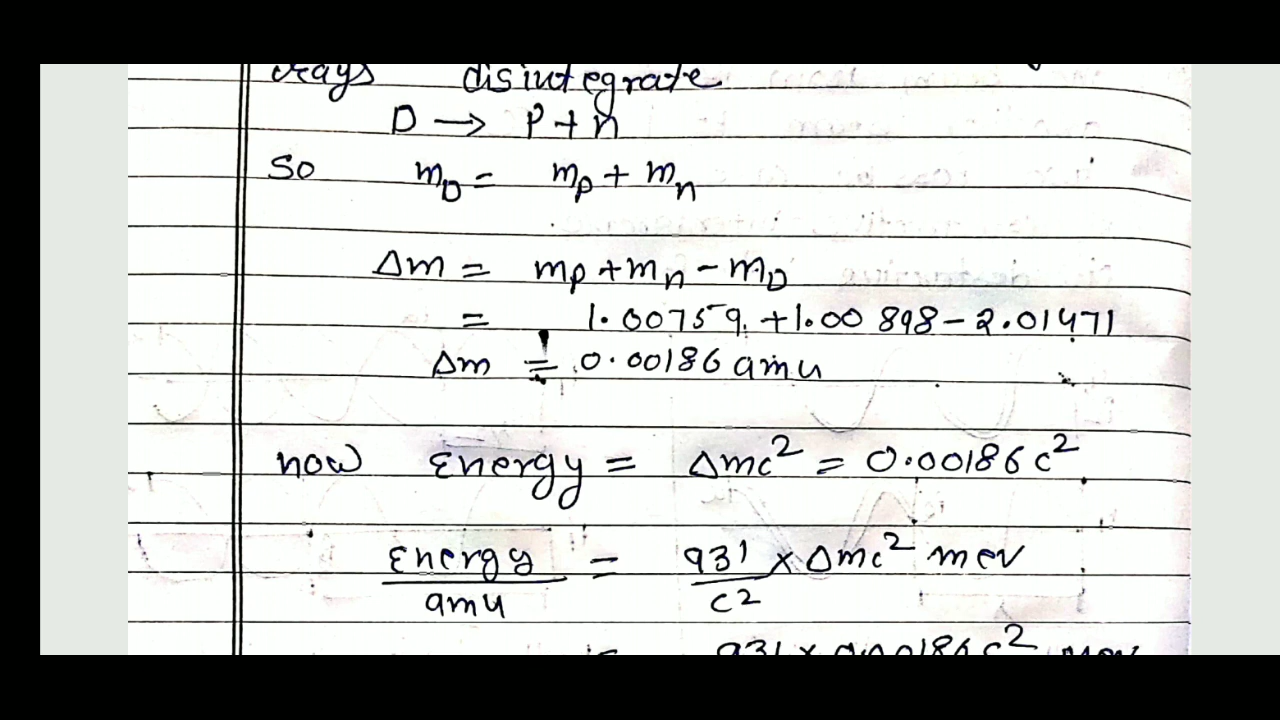 disintegrate
D → P + n
So m_D = m_p + m_n
Δm = m_p + m_n - m_D
= 1.00759 + 1.00898 - 2.01471
Δm = 0.00186 amu
now Energy = Δmc² = 0.00186 c²
Energy/amu = 931/c² × Δmc² mev